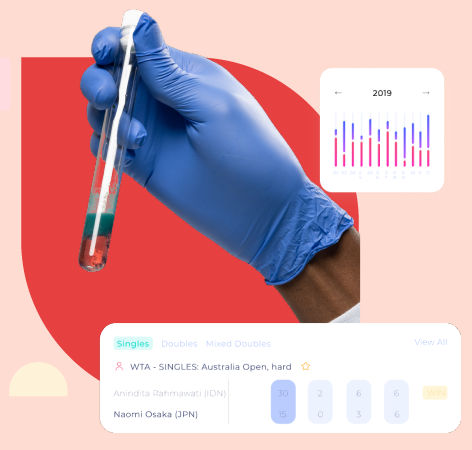 ← 2019 →
Singles Doubles Mixed Doubles View All
WTA - SINGLES: Australia Open, hard
Anindita Rahmawati (IDN) 30 2 6 6 WIN
Naomi Osaka (JPN) 15 0 3 6